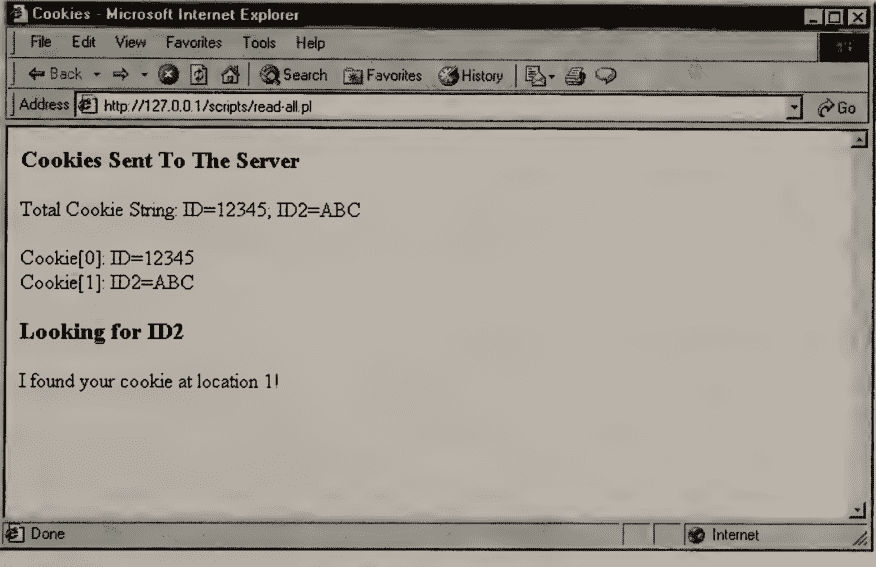 Cookies - Microsoft Internet Explorer
File Edit View Favorites Tools Help
Back Search Favorites History
Address http://127.0.0.1/scripts/read-all.pl Go
Cookies Sent To The Server
Total Cookie String: ID=12345; ID2=ABC
Cookie[0]: ID=12345
Cookie[1]: ID2=ABC
Looking for ID2
I found your cookie at location 1!
Done Internet